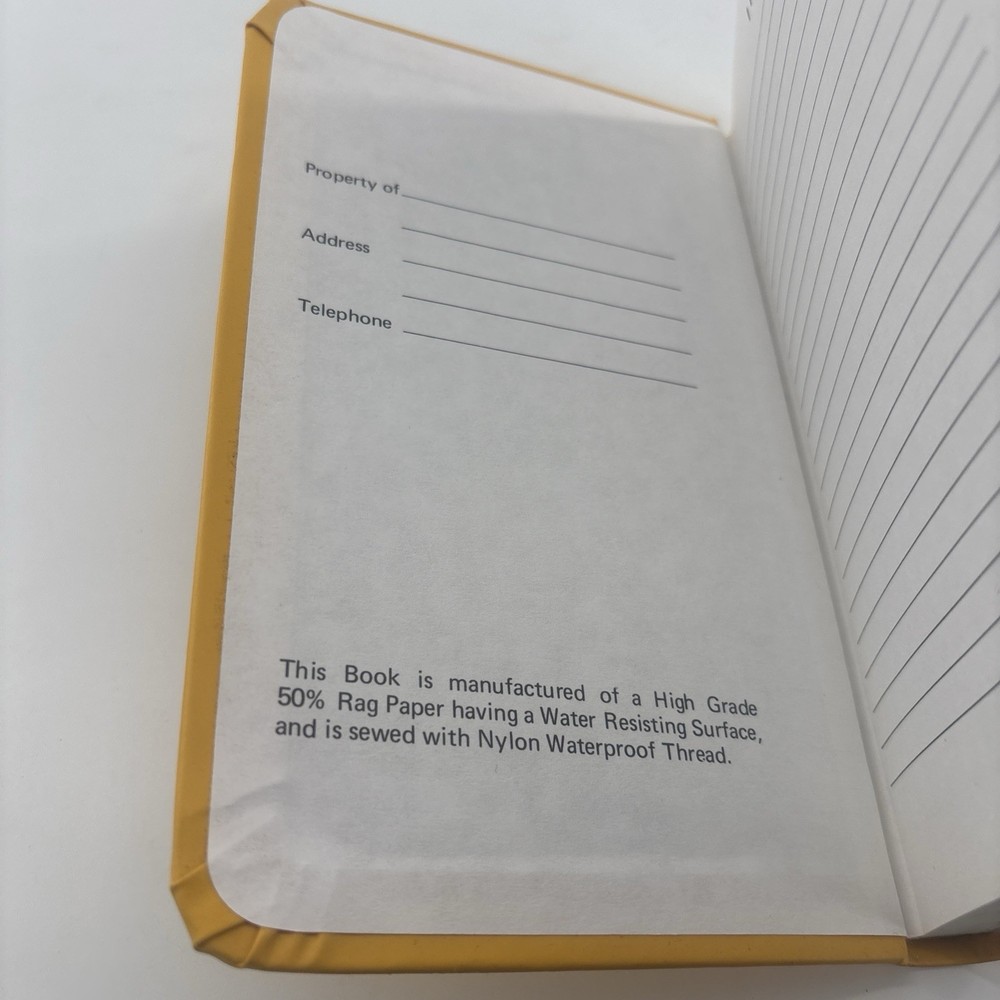 Property of
Address
Telephone
This Book is manufactured of a High Grade
50% Rag Paper having a Water Resisting Surface,
and is sewed with Nylon Waterproof Thread.